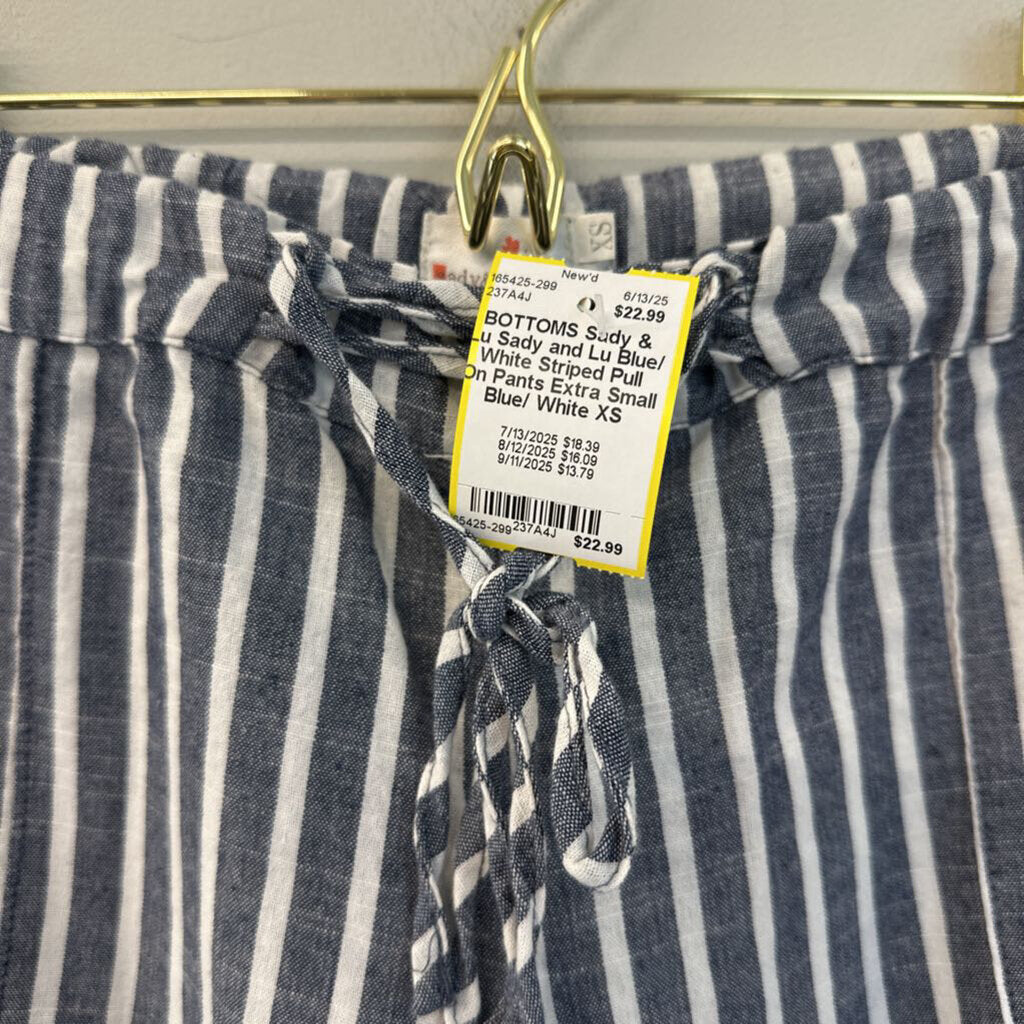 XS
165425-299
New'd
6/13/25
237A4J
$22.99
BOTTOMS Sady &
Lu Sady and Lu Blue/
White Striped Pull
On Pants Extra Small
Blue/ White XS
7/13/2025 $18.39
8/12/2025 $16.09
9/11/2025 $13.79
65425-299 237A4J
$22.99